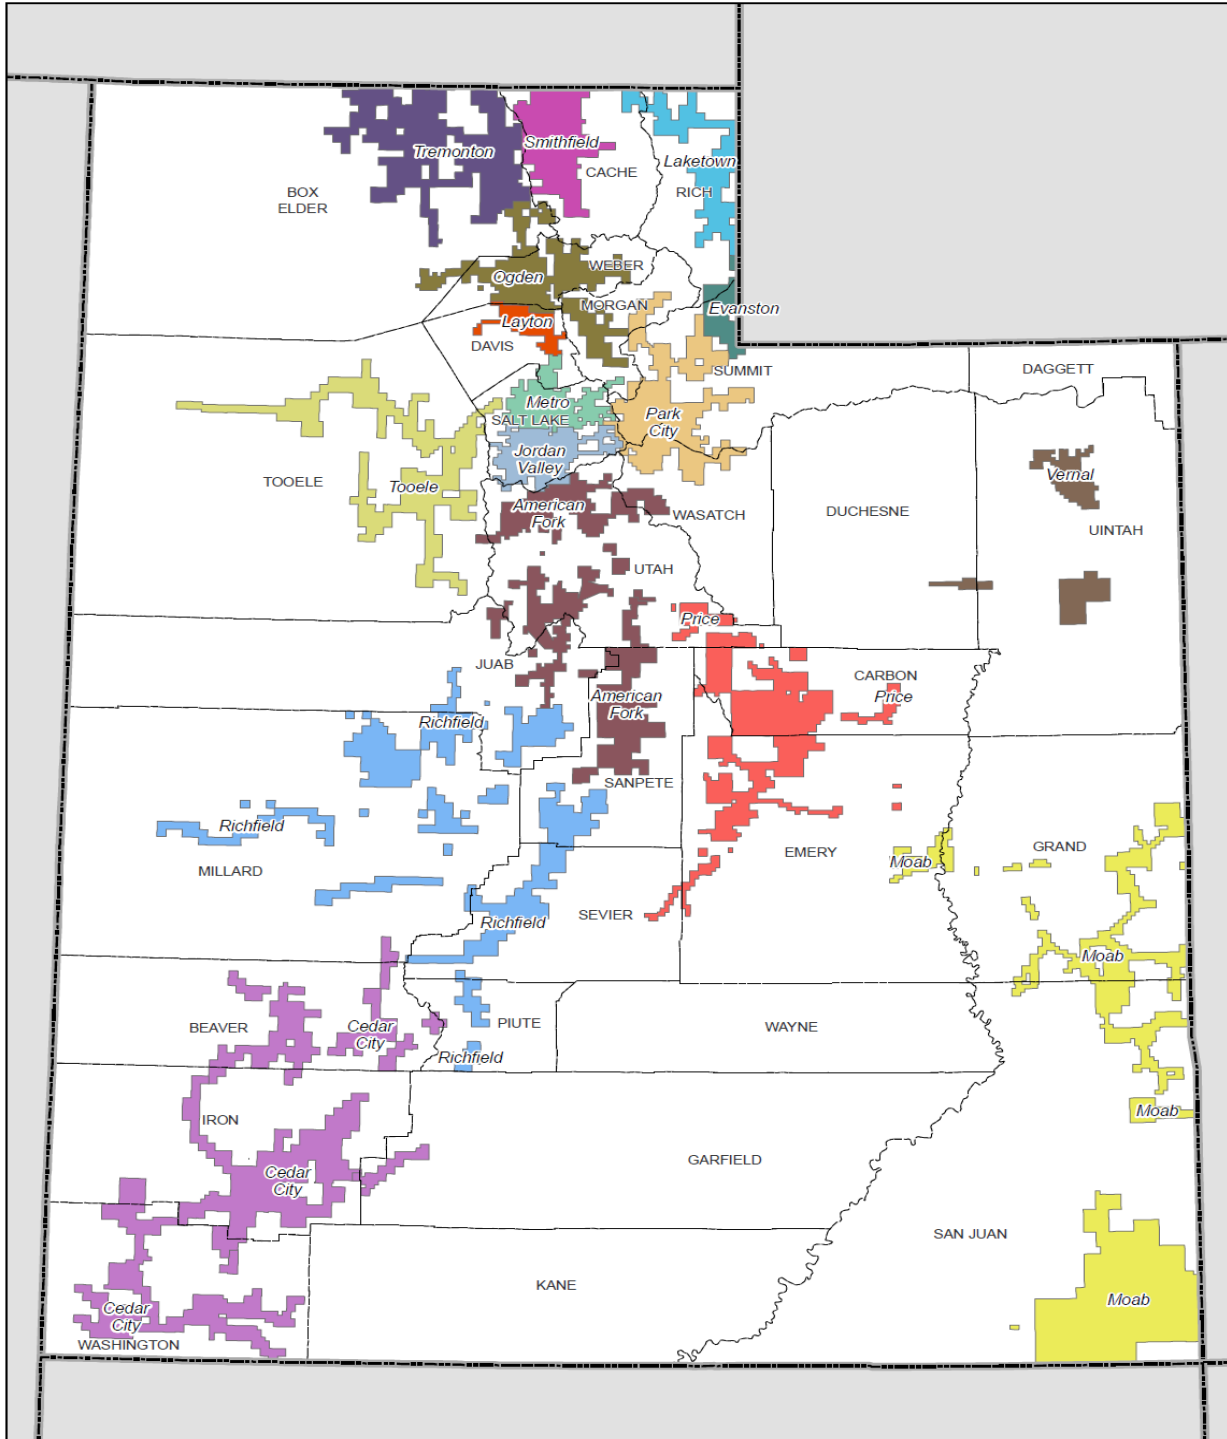 Smithfield
Tremonton
Laketown
CACHE
RICH
BOX
ELDER
WEBER
Ogden
MORGAN
Evanston
Layton
DAVIS
SUMMIT
DAGGETT
Metro
SALT LAKE
Park
City
Jordan
Valley
Vernal
TOOELE
Tooele
American
Fork
WASATCH
DUCHESNE
UINTAH
UTAH
Price
JUAB
CARBON
Price
American
Fork
Richfield
SANPETE
Richfield
GRAND
EMERY
Moab
MILLARD
SEVIER
Richfield
Moab
BEAVER
Cedar
City
PIUTE
WAYNE
Richfield
Moab
IRON
GARFIELD
Cedar
City
SAN JUAN
KANE
Moab
Cedar
City
WASHINGTON